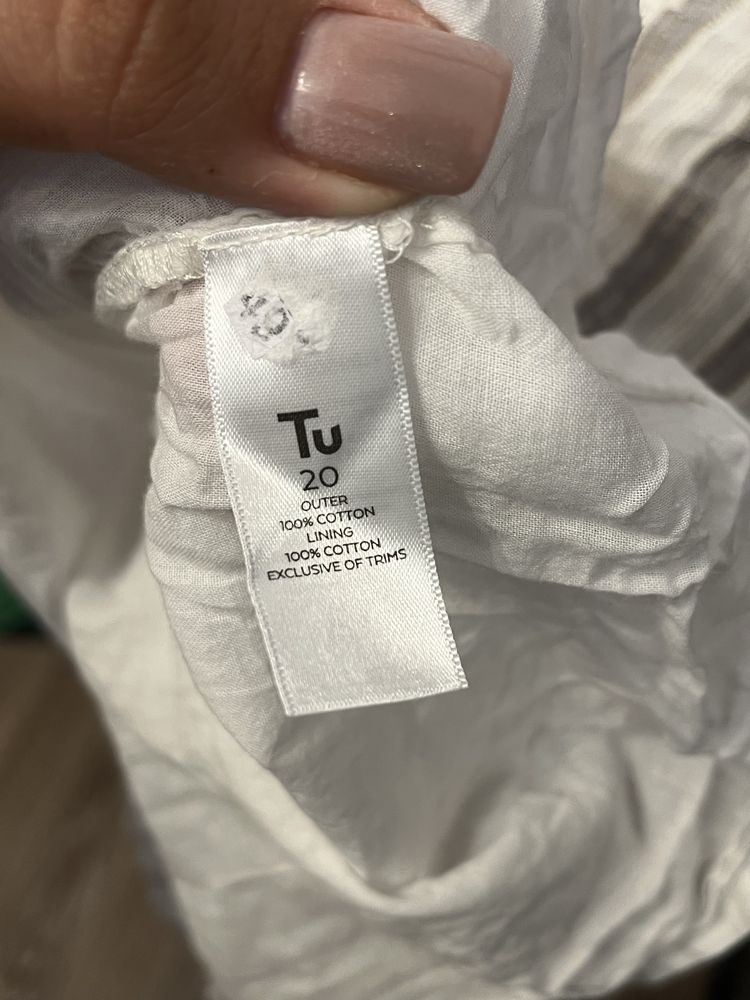 Tu
20
OUTER
100% COTTON
LINING
100% COTTON
EXCLUSIVE OF TRIMS